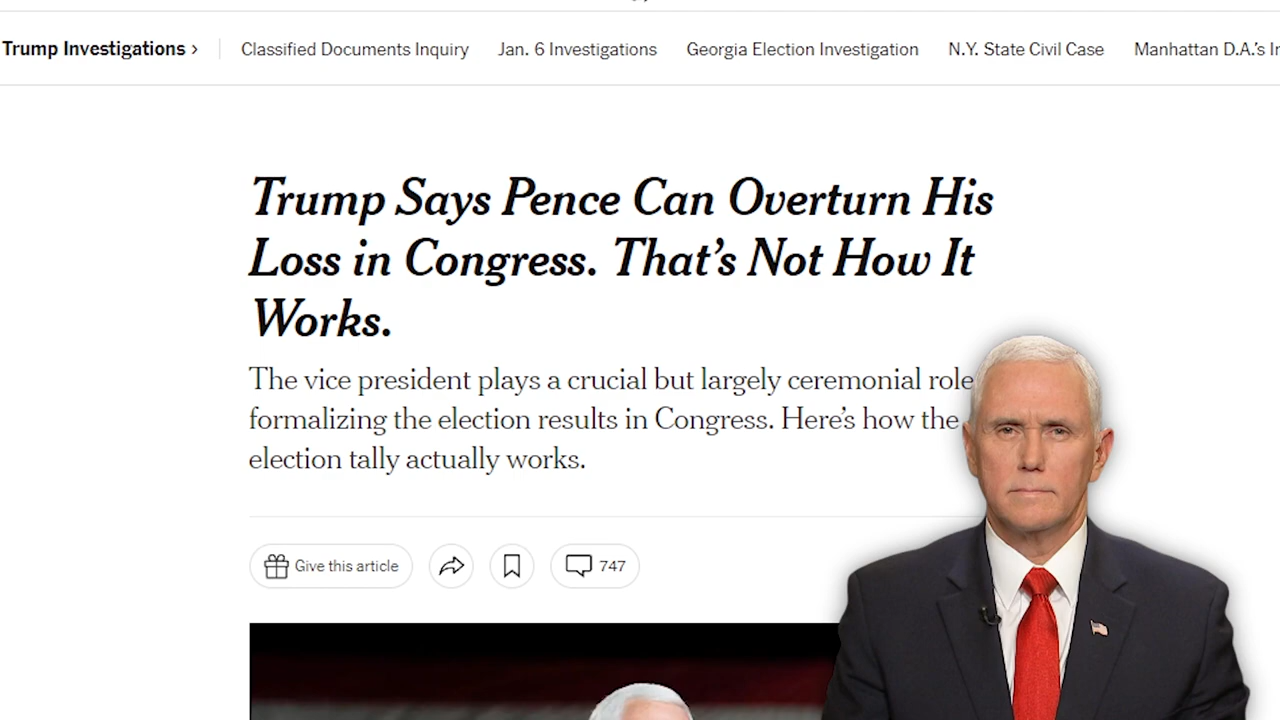 Trump Investigations › Classified Documents Inquiry Jan. 6 Investigations Georgia Election Investigation N.Y. State Civil Case Manhattan D.A.'s
Trump Says Pence Can Overturn His
Loss in Congress. That's Not How It
Works.
The vice president plays a crucial but largely ceremonial role
formalizing the election results in Congress. Here's how the
election tally actually works.
Give this article 747